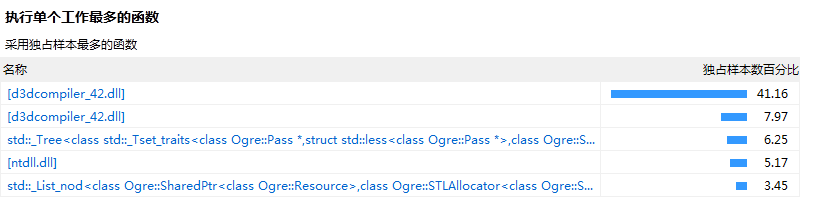 执行单个工作最多的函数
采用独占样本最多的函数
名称 独占样本数百分比
[d3dcompiler_42.dll] 41.16
[d3dcompiler_42.dll] 7.97
std::_Tree<class std::_Tset_traits<class Ogre::Pass *,struct std::less<class Ogre::Pass *>,class Ogre::S... 6.25
[ntdll.dll] 5.17
std::_List_nod<class Ogre::SharedPtr<class Ogre::Resource>,class Ogre::STLAllocator<class Ogre::S... 3.45